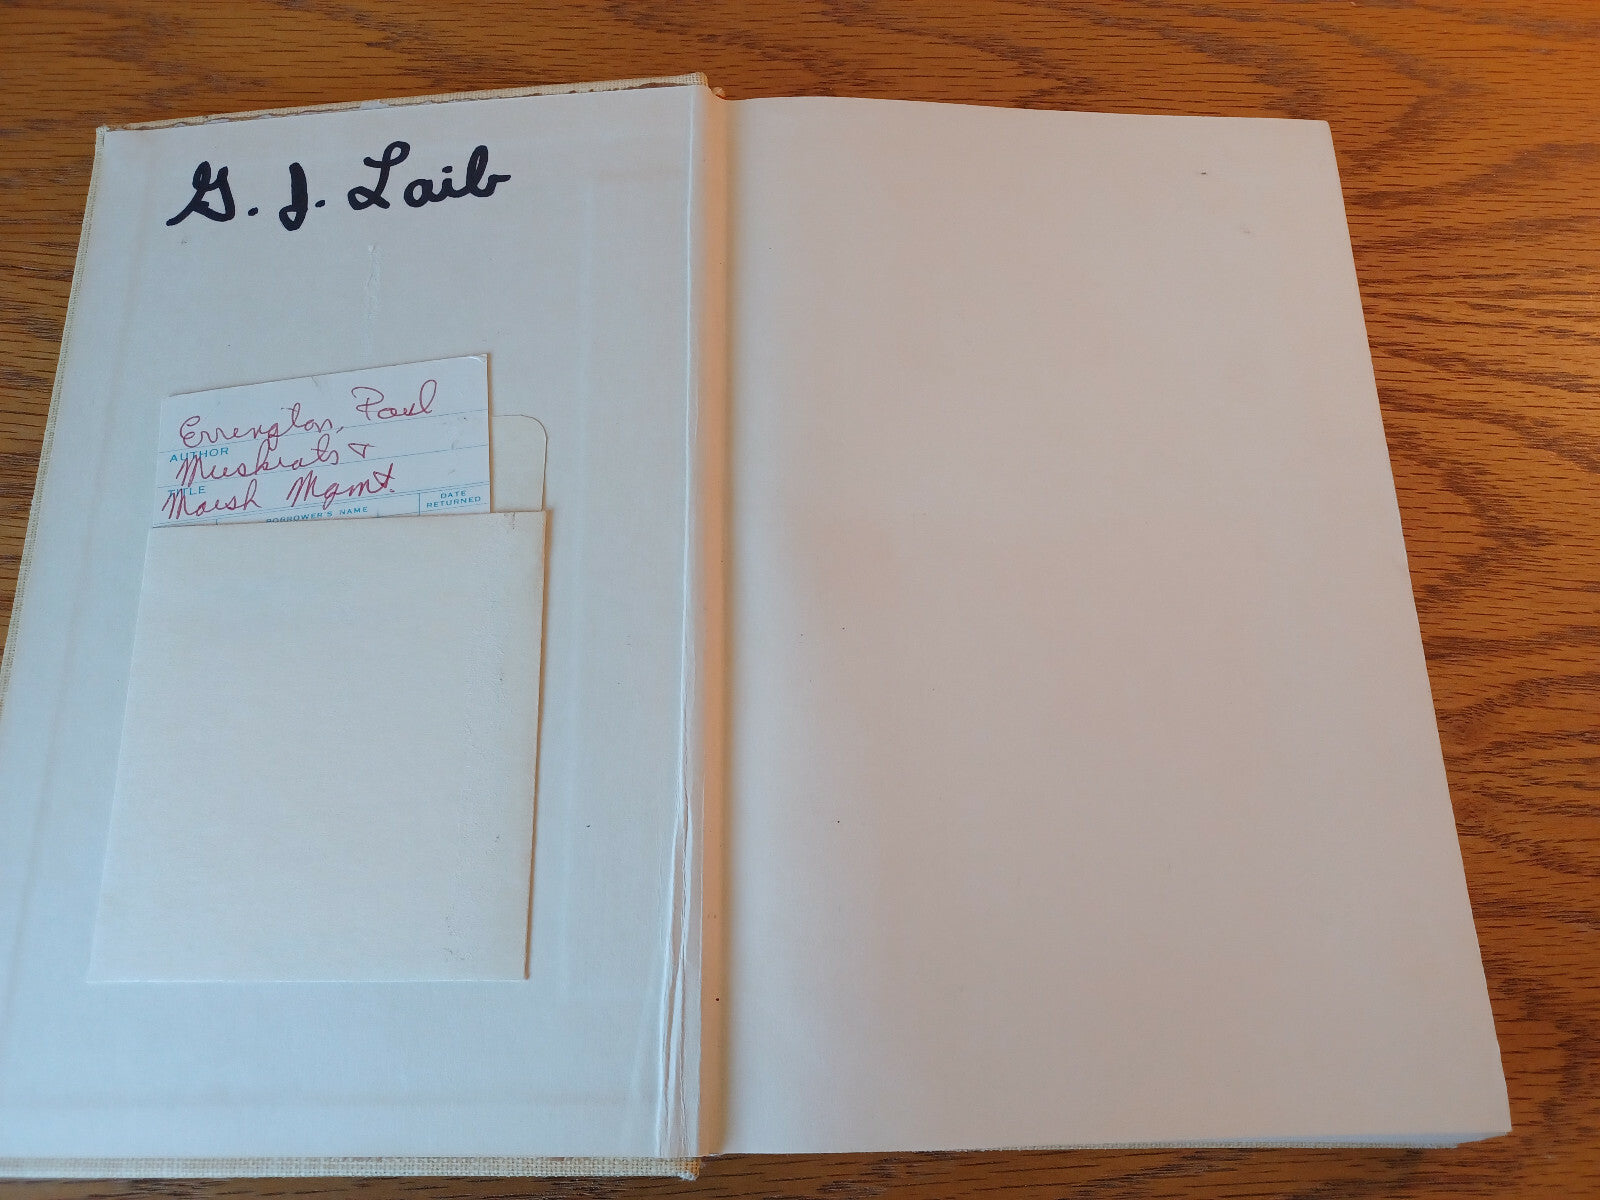 G. J. Laib
Errington, Paul
AUTHOR
Muskrats &
TITLE
Marsh Mgmt.
BORROWER'S NAME
DATE
RETURNED